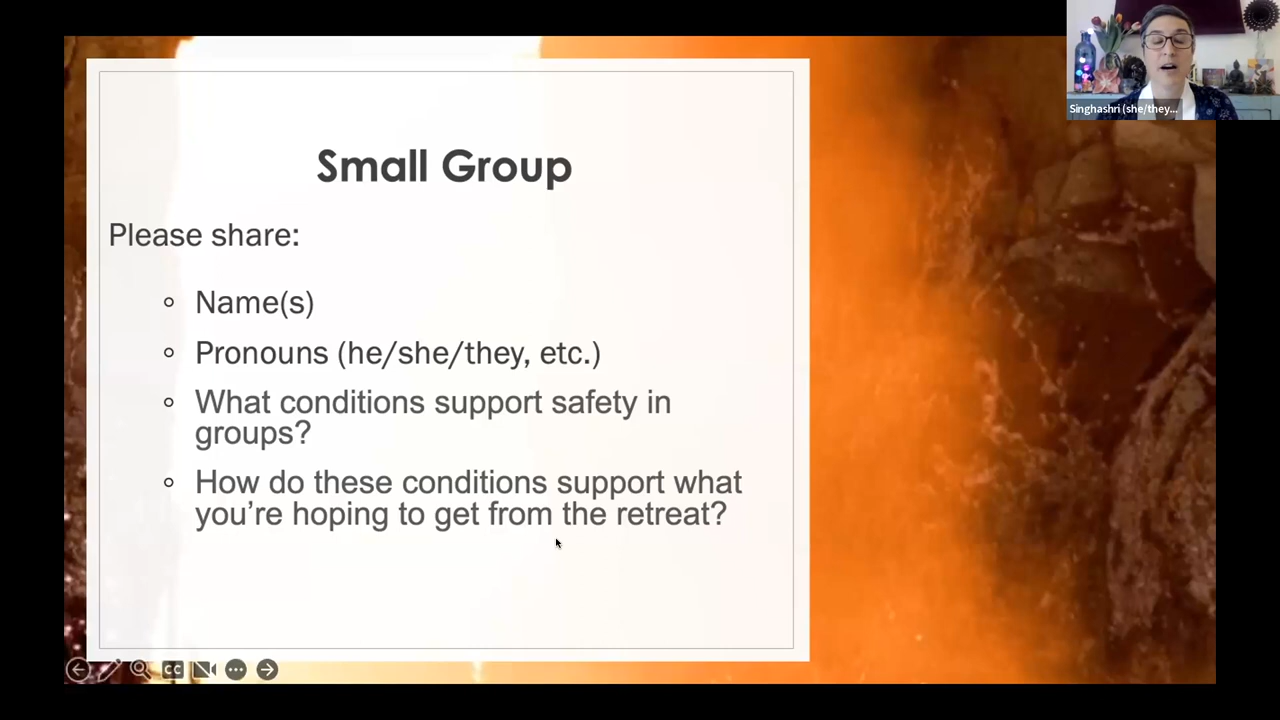 Singhashri (she/they...
Small Group
Please share:
Name(s)
Pronouns (he/she/they, etc.)
What conditions support safety in
groups?
How do these conditions support what
you’re hoping to get from the retreat?
CC